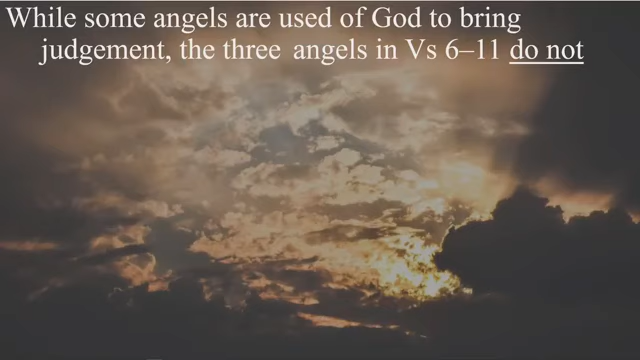 While some angels are used of God to bring
judgement, the three angels in Vs 6–11 do not